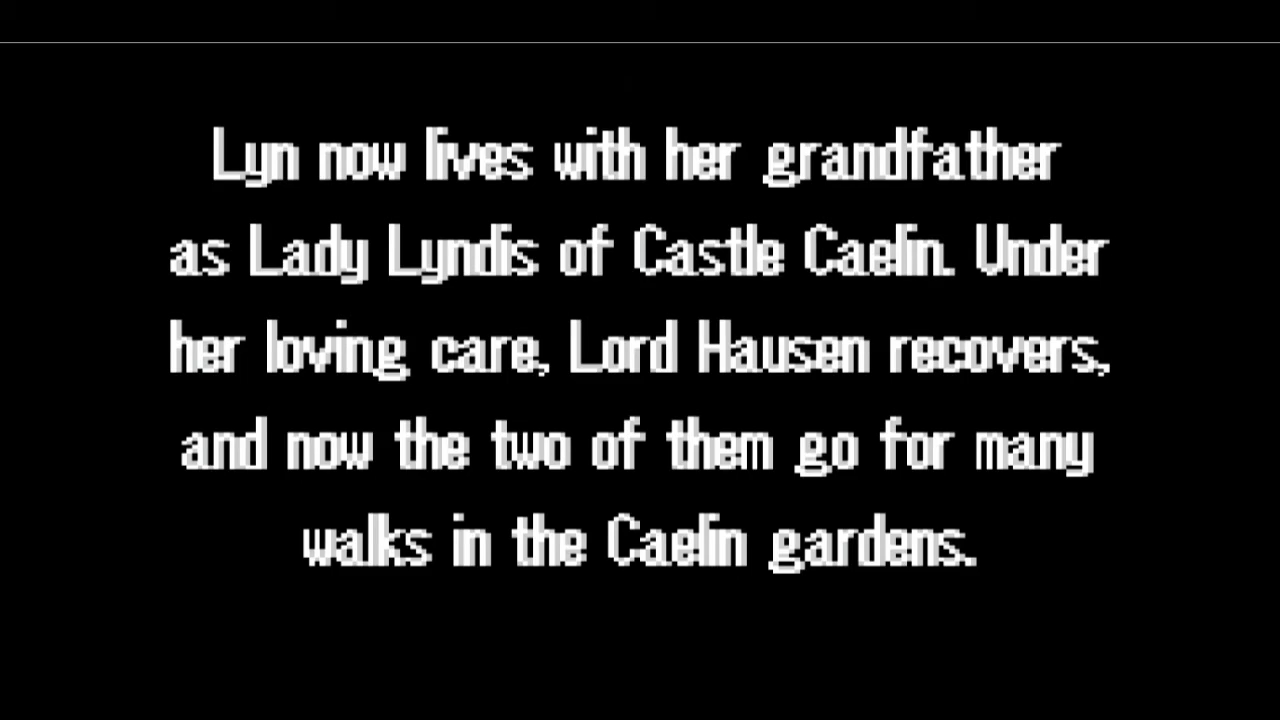 Lyn now lives with her grandfather
as Lady Lyndis of Castle Caelin. Under
her loving care, Lord Hausen recovers,
and now the two of them go for many
walks in the Caelin gardens.